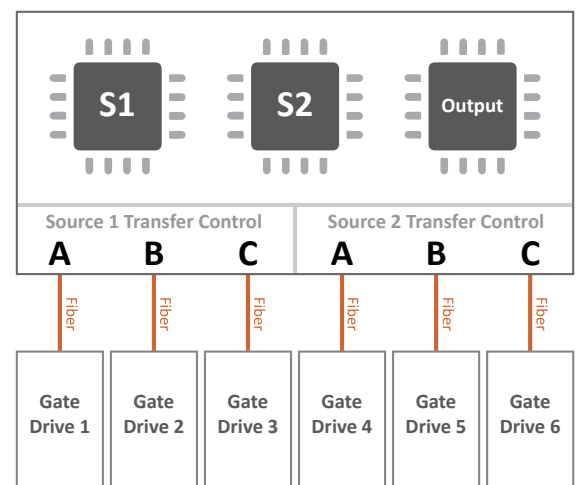 S1
S2
Output
Source 1 Transfer Control
Source 2 Transfer Control
A B C A B C
Fiber Fiber Fiber Fiber Fiber Fiber
Gate Drive 1
Gate Drive 2
Gate Drive 3
Gate Drive 4
Gate Drive 5
Gate Drive 6